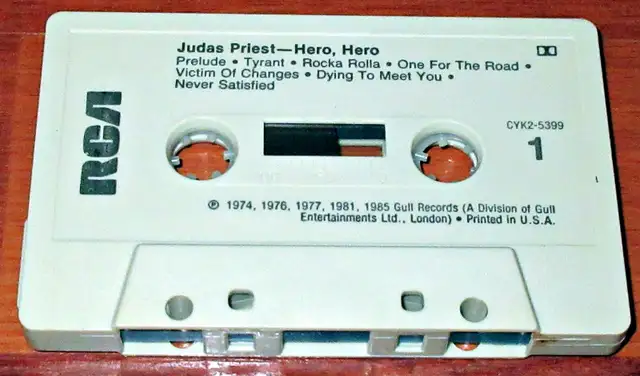 Judas Priest—Hero, Hero
Prelude • Tyrant • Rocka Rolla • One For The Road •
Victim Of Changes • Dying To Meet You •
Never Satisfied
RCA
CYK2-5399
1
℗ 1974, 1976, 1977, 1981, 1985 Gull Records (A Division of Gull
Entertainments Ltd., London) • Printed in U.S.A.